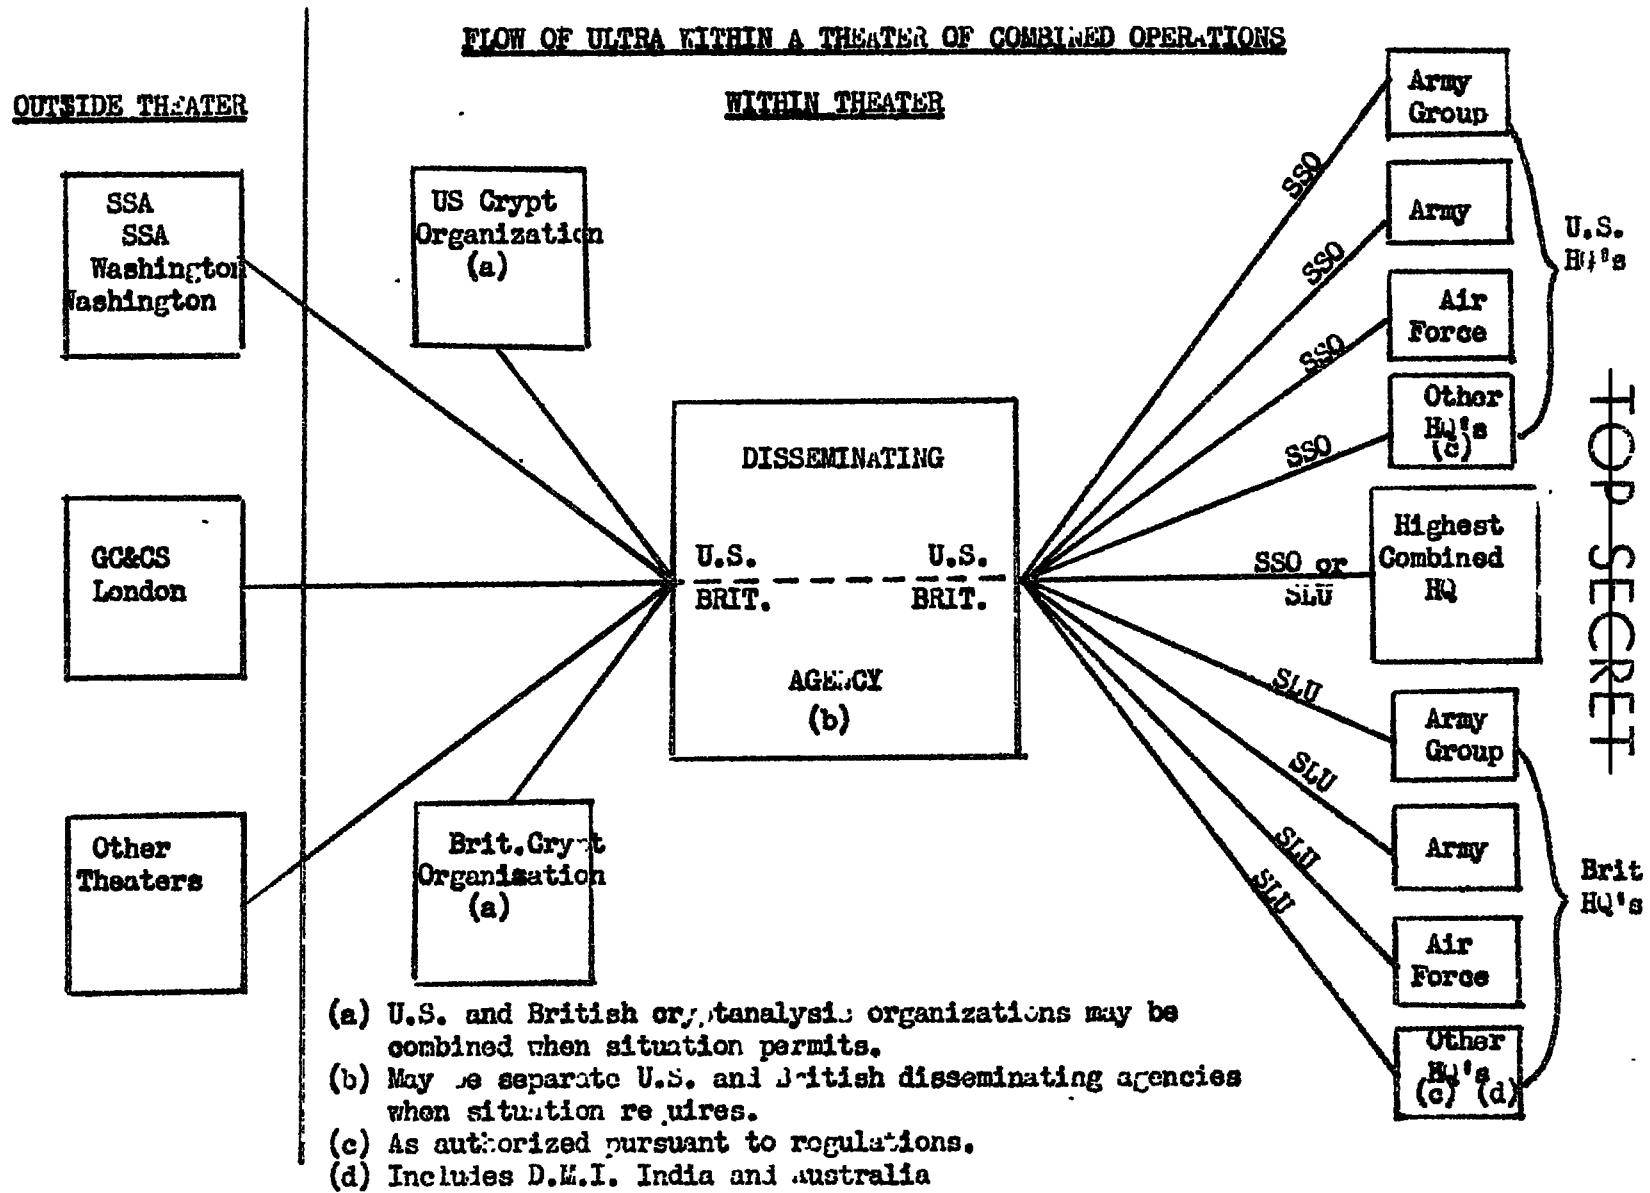 FLOW OF ULTRA WITHIN A THEATER OF COMBINED OPERATIONS
OUTSIDE THEATER
WITHIN THEATER
SSA
SSA
Washington
Washington
GC&CS
London
Other
Theaters
US Crypt
Organization
(a)
Brit.Crypt
Organization
(a)
DISSEMINATING
U.S. U.S.
BRIT. BRIT.
AGENCY
(b)
SSO
SSO
SSO
SSO
SSO or
SLU
SLU
SLU
SLU
SLU
Army
Group
Army
Air
Force
Other
HQ's
(c)
U.S.
HQ's
Highest
Combined
HQ
Army
Group
Army
Air
Force
Other
HQ's
(c) (d)
Brit
HQ's
TOP SECRET
(a) U.S. and British cryptanalysis organizations may be
combined when situation permits.
(b) May be separate U.S. and British disseminating agencies
when situation requires.
(c) As authorized pursuant to regulations.
(d) Includes D.M.I. India and Australia